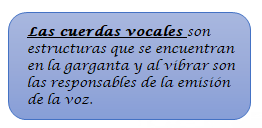 Las cuerdas vocales son
estructuras que se encuentran
en la garganta y al vibrar son
las responsables de la emisión
de la voz.